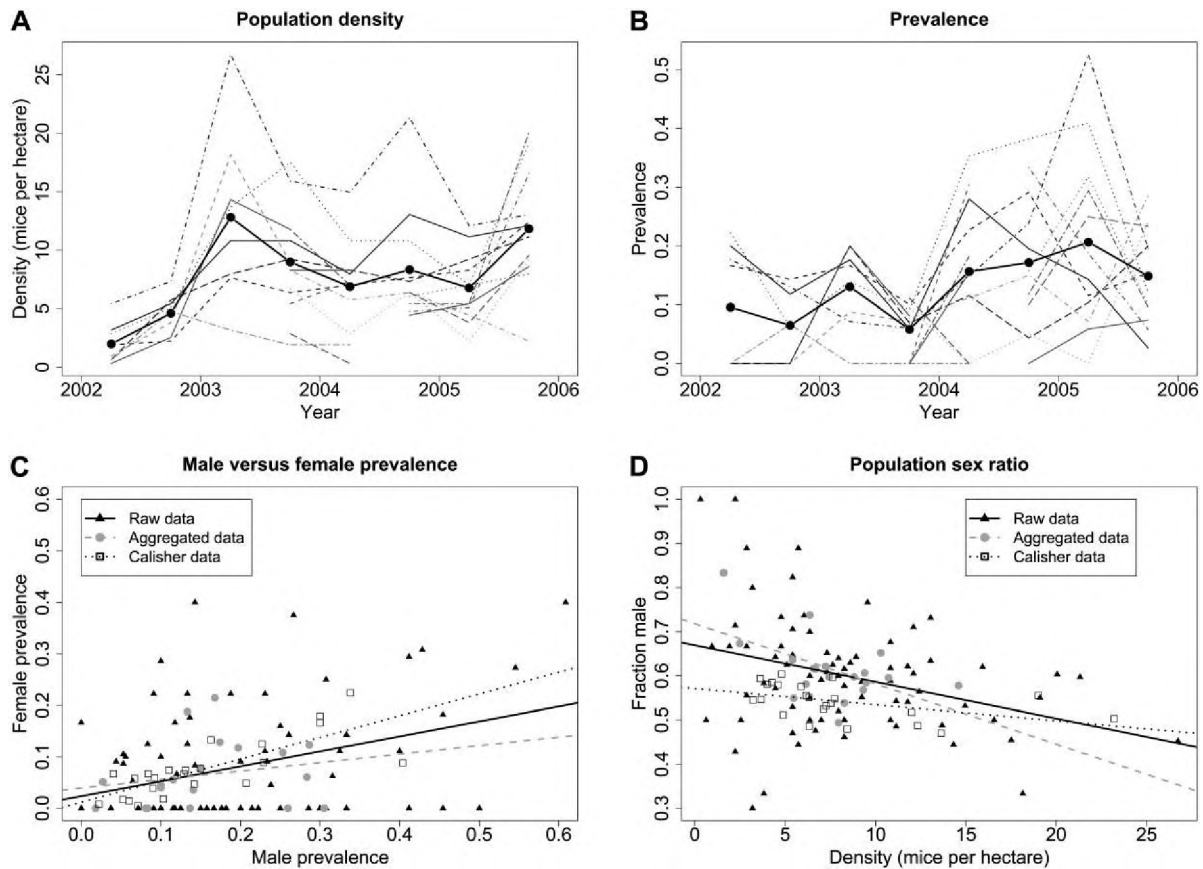 A
Population density
Density (mice per hectare)
25
20
15
10
5
0
2002 2003 2004 2005 2006
Year
B
Prevalence
Prevalence
0.5
0.4
0.3
0.2
0.1
0.0
2002 2003 2004 2005 2006
Year
C
Male versus female prevalence
Female prevalence
0.6
0.5
0.4
0.3
0.2
0.1
0.0
Raw data
Aggregated data
Calisher data
0.0 0.1 0.2 0.3 0.4 0.5 0.6
Male prevalence
D
Population sex ratio
Fraction male
1.0
0.9
0.8
0.7
0.6
0.5
0.4
0.3
Raw data
Aggregated data
Calisher data
0 5 10 15 20 25
Density (mice per hectare)